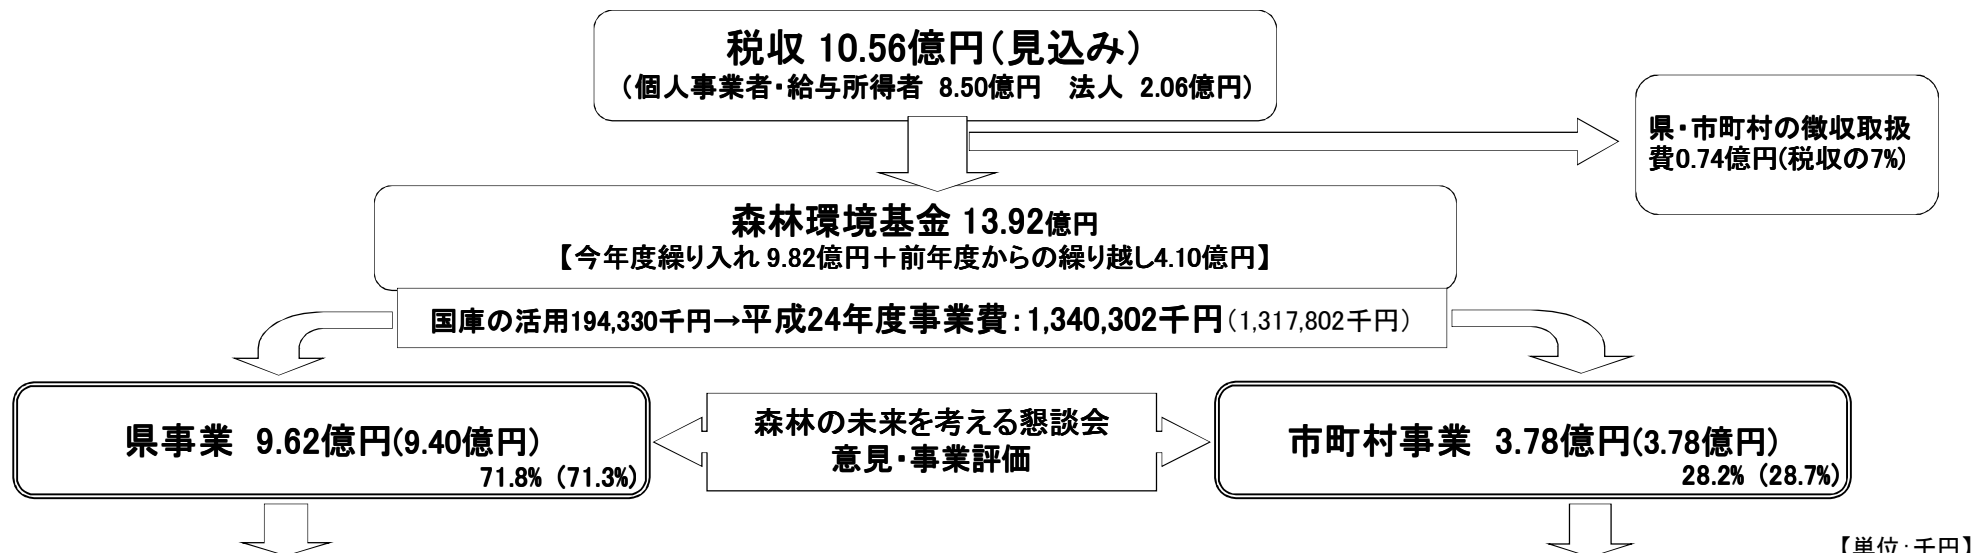 税収 10.56億円(見込み)
(個人事業者・給与所得者 8.50億円 法人 2.06億円)
県・市町村の徴収取扱
費0.74億円(税収の7%)
森林環境基金 13.92億円
【今年度繰り入れ 9.82億円+前年度からの繰り越し4.10億円】
国庫の活用194,330千円→平成24年度事業費:1,340,302千円(1,317,802千円)
県事業 9.62億円(9.40億円)
71.8% (71.3%)
森林の未来を考える懇談会
意見・事業評価
市町村事業 3.78億円(3.78億円)
28.2% (28.7%)
【単位:千円】